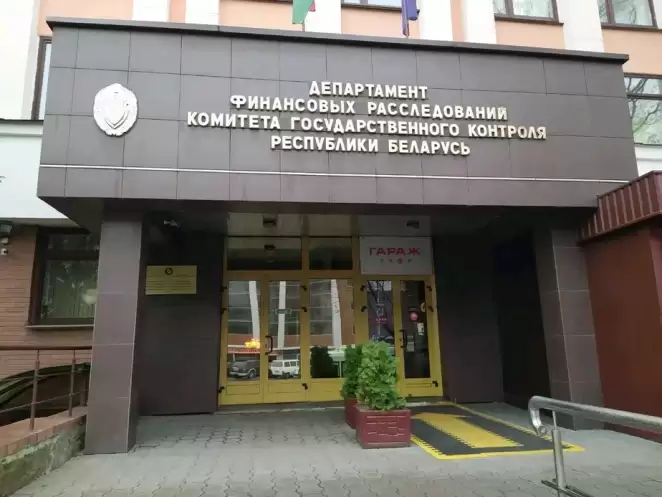 ДЕПАРТАМЕНТ
ФИНАНСОВЫХ РАССЛЕДОВАНИЙ
КОМИТЕТА ГОСУДАРСТВЕННОГО КОНТРОЛЯ
РЕСПУБЛИКИ БЕЛАРУСЬ
ГАРАЖ